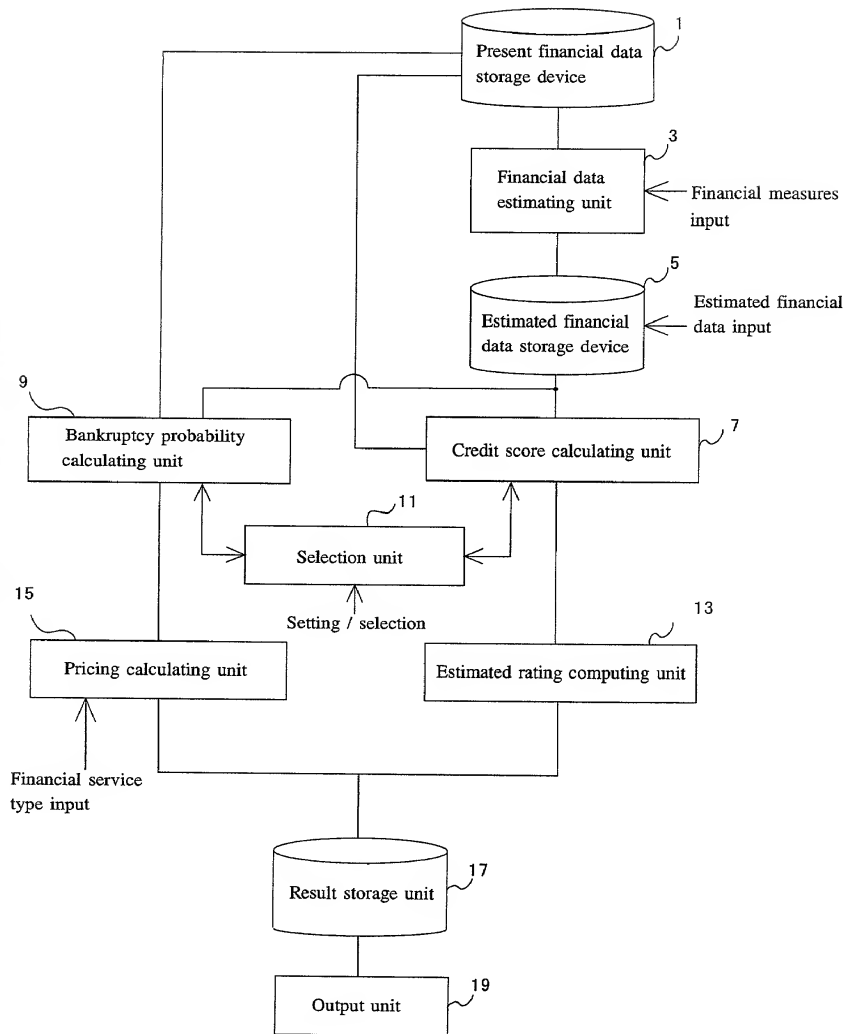 1
Present financial data
storage device
3
Financial data
estimating unit
Financial measures
input
5
Estimated financial
data storage device
Estimated financial
data input
9
Bankruptcy probability
calculating unit
7
Credit score calculating unit
11
Selection unit
Setting / selection
15
Pricing calculating unit
13
Estimated rating computing unit
Financial service
type input
Result storage unit
17
Output unit
19